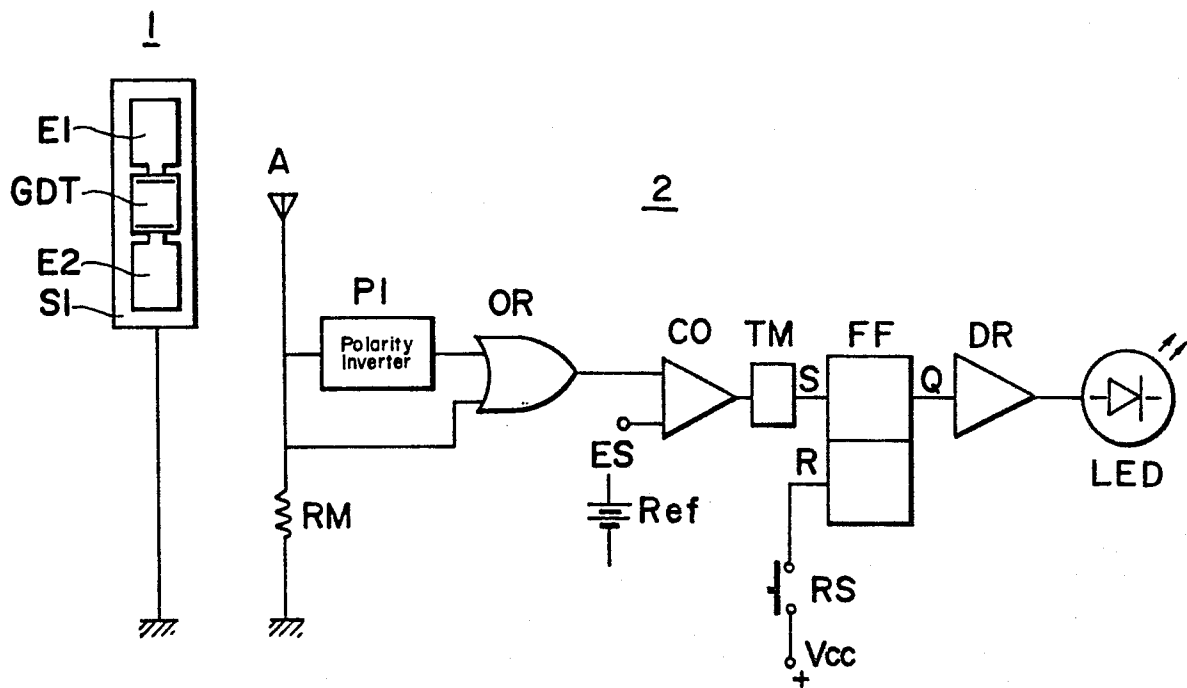 1
E1
GDT
E2
S1
A
2
PI
Polarity
Inverter
OR
CO
TM
FF
DR
S
Q
ES
R
LED
RM
Ref
RS
Vcc
+